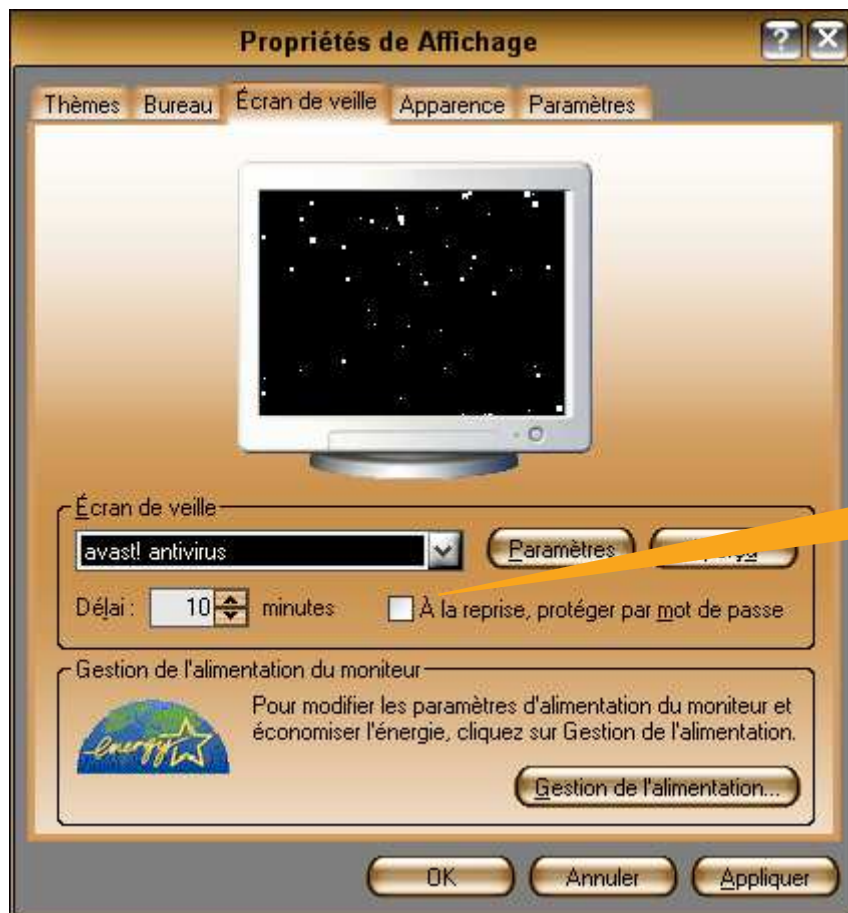 Propriétés de Affichage
Thèmes Bureau Écran de veille Apparence Paramètres
Écran de veille
avast! antivirus
Paramètres
Délai : 10 minutes
À la reprise, protéger par mot de passe
Gestion de l'alimentation du moniteur
energy
Pour modifier les paramètres d'alimentation du moniteur et
économiser l'énergie, cliquez sur Gestion de l'alimentation.
Gestion de l'alimentation...
OK Annuler Appliquer